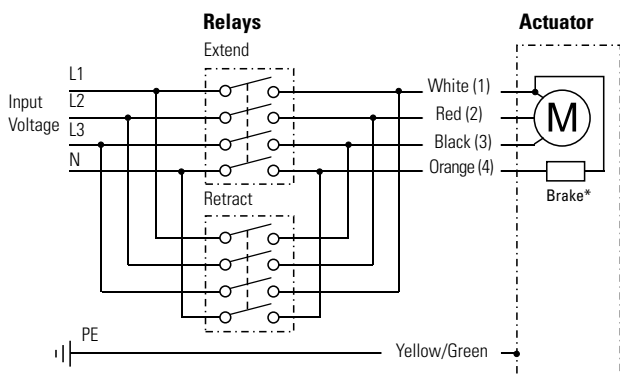 Relays
Actuator
Extend
L1
White (1)
Input
Voltage
L2
Red (2)
M
L3
Black (3)
N
Orange (4)
Brake*
Retract
PE
Yellow/Green